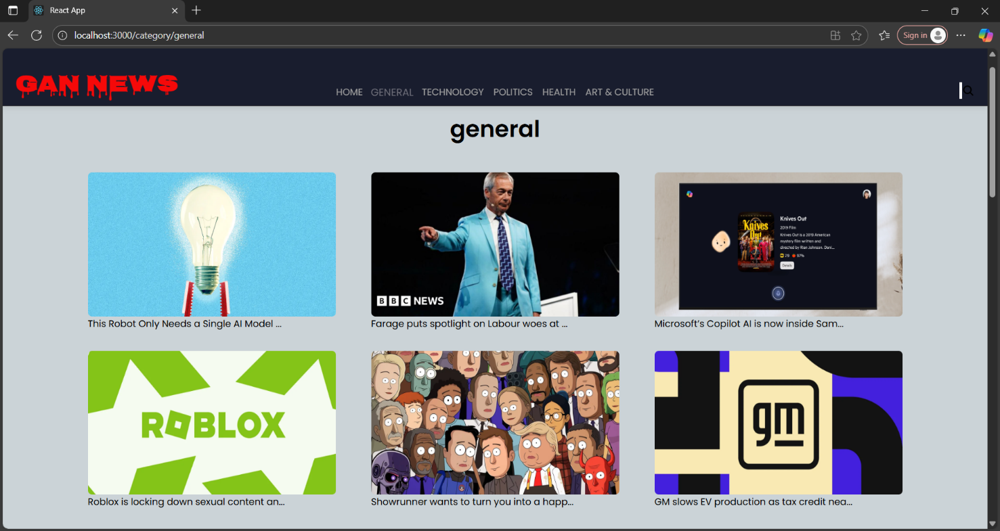 React App
localhost:3000/category/general
Sign in
GAN NEWS
HOME GENERAL TECHNOLOGY POLITICS HEALTH ART & CULTURE
general
BBC NEWS
Knives Out
Knives Out
2019 Film
Knives Out is a 2019 American
mystery film written and
directed by Rian Johnson. Dani...
7.9 97%
Details
This Robot Only Needs a Single AI Model ...
Farage puts spotlight on Labour woes at ...
Microsoft's Copilot AI is now inside Sam...
ROBLOX
gm
Roblox is locking down sexual content an...
Showrunner wants to turn you into a happ...
GM slows EV production as tax credit nea...